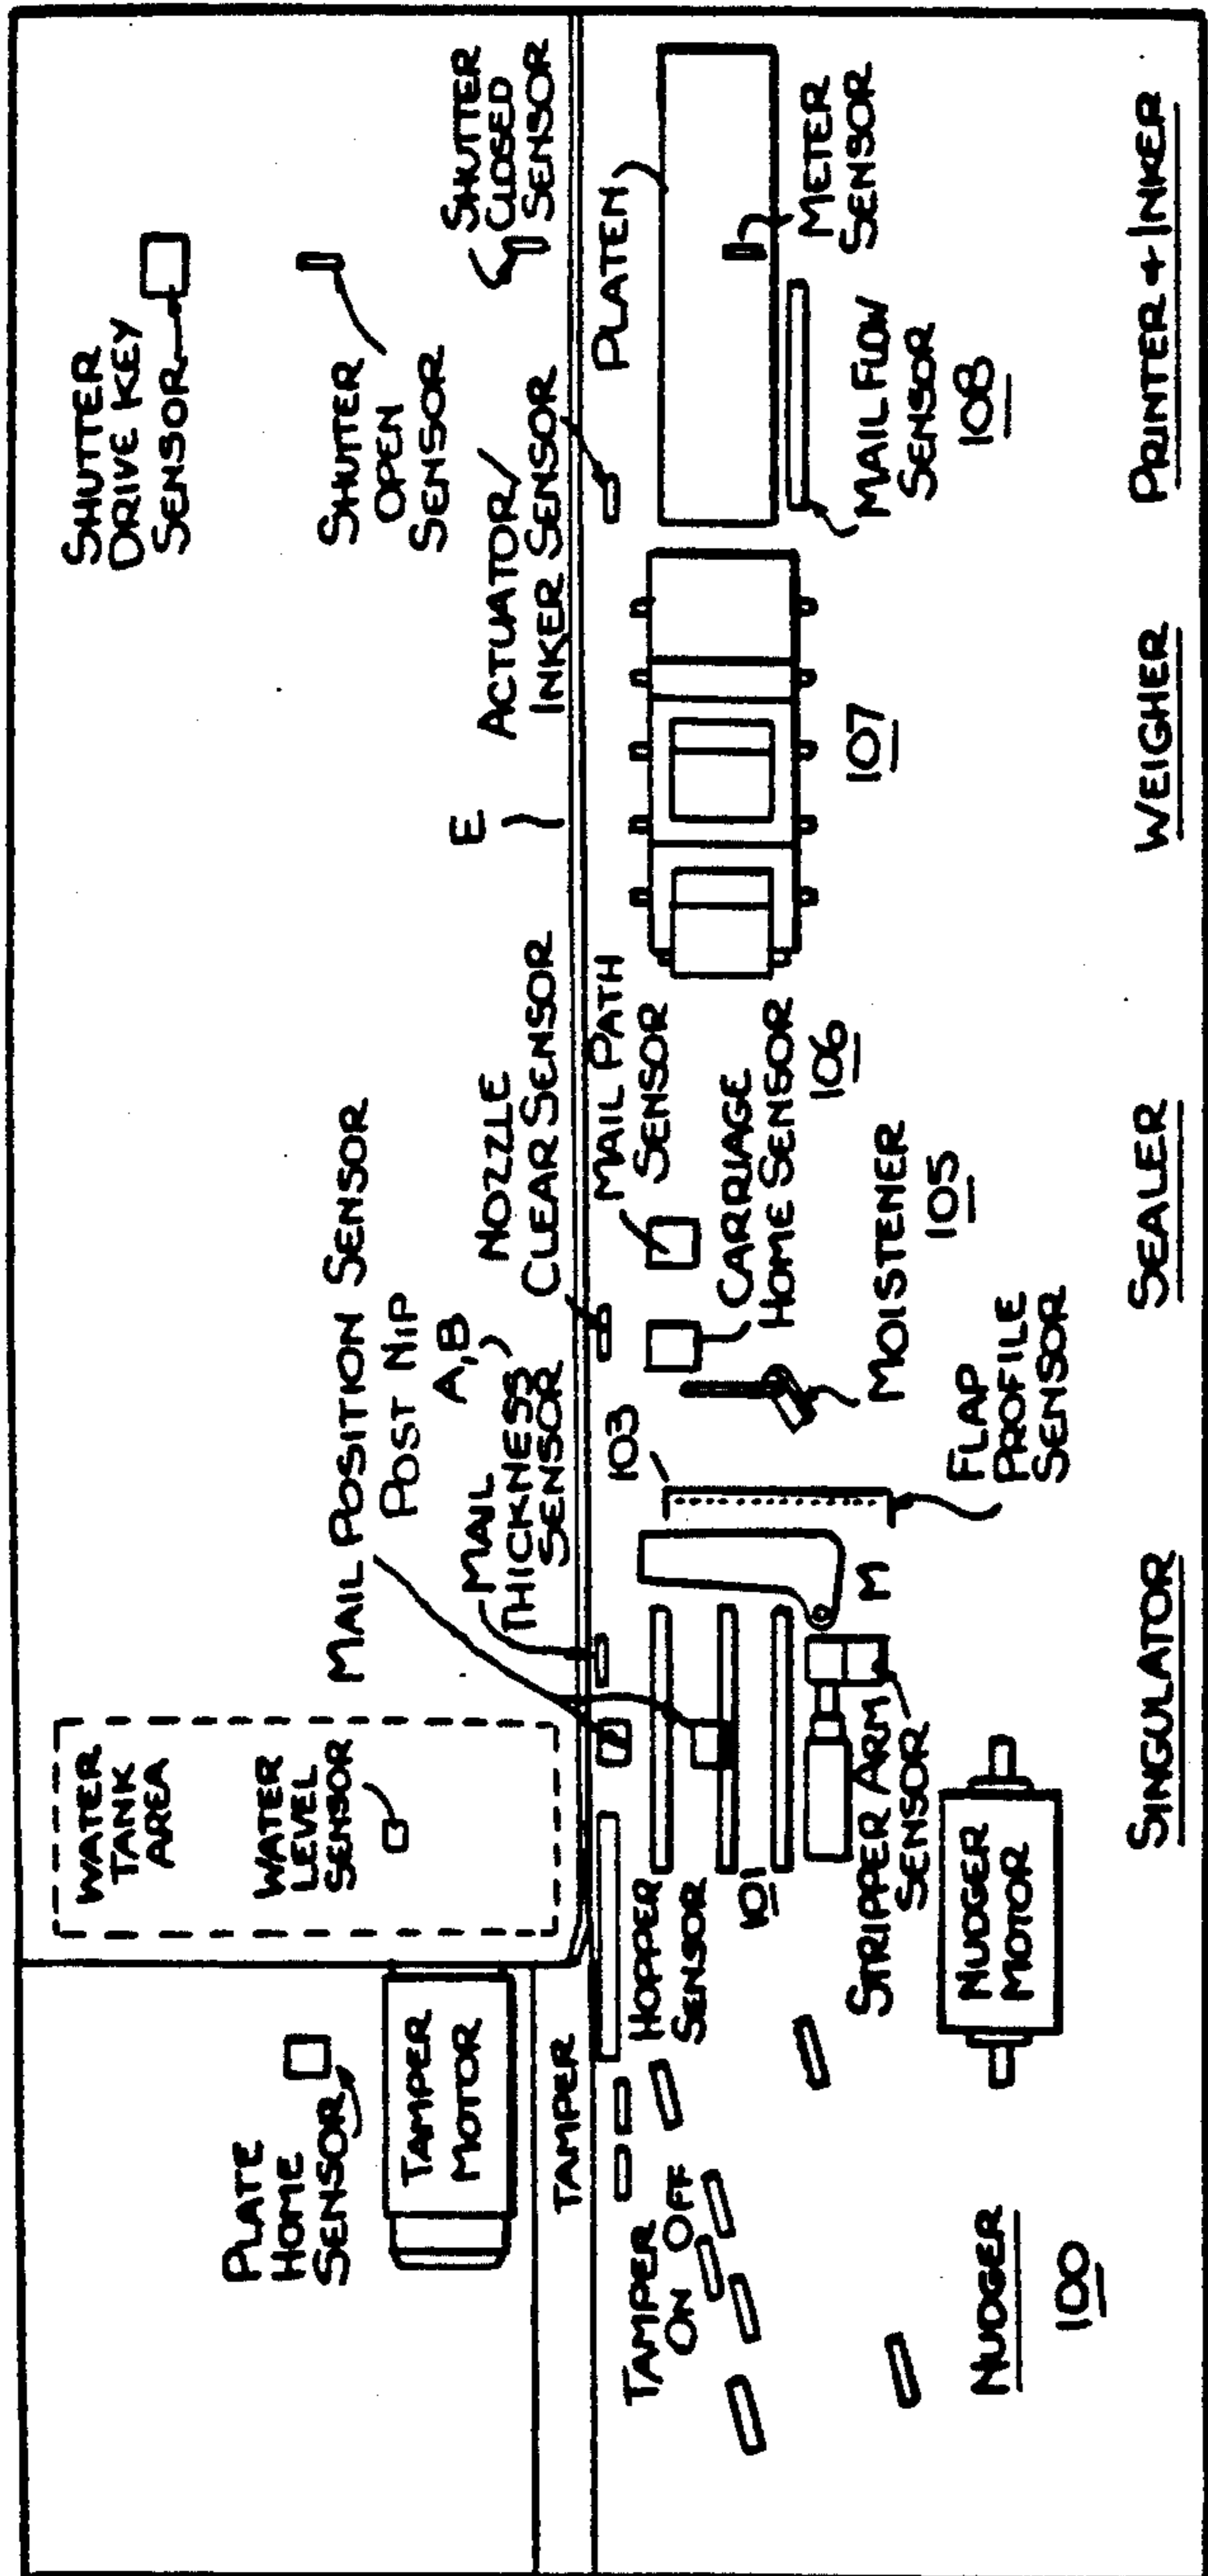 SHUTTER
DRIVE KEY
SENSOR
SHUTTER
OPEN
SENSOR
SHUTTER
CLOSED
SENSOR
ACTUATOR/
INKER SENSOR
PLATEN
METER
SENSOR
MAIL FLOW
SENSOR
108
PRINTER + INKER
E
107
WEIGHER
MAIL POSITION SENSOR
POST NIP
A,B
MAIL
THICKNESS
SENSOR
NOZZLE
CLEAR SENSOR
MAIL PATH
SENSOR
CARRIAGE
HOME SENSOR
106
MOISTENER
105
SEALER
103
FLAP
PROFILE
SENSOR
M
WATER
TANK
AREA
WATER
LEVEL
SENSOR
HOPPER
SENSOR
101
STRIPPER ARM
SENSOR
NUDGER
MOTOR
SINGULATOR
PLATE
HOME
SENSOR
TAMPER
MOTOR
TAMPER
TAMPER
ON OFF
NUDGER
100